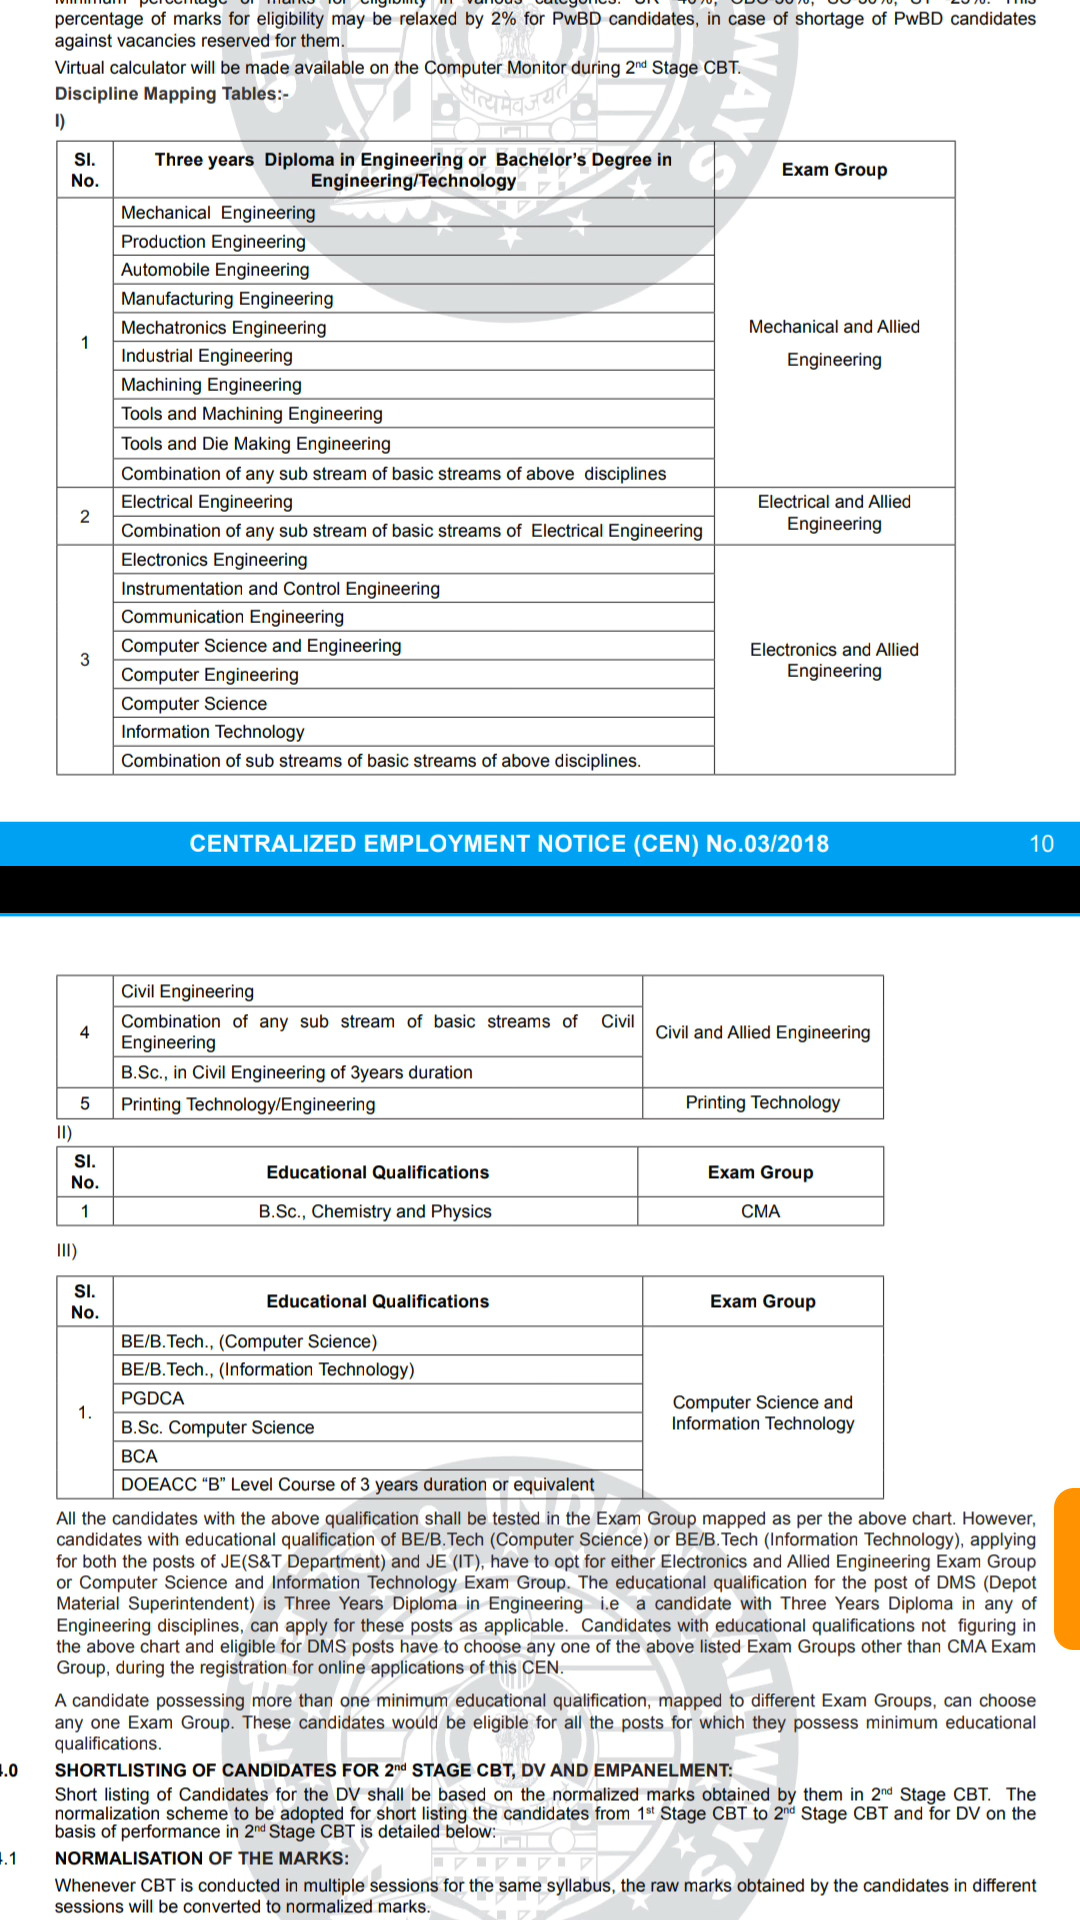 percentage of marks for eligibility may be relaxed by 2% for PwBD candidates, in case of shortage of PwBD candidates
against vacancies reserved for them.
Virtual calculator will be made available on the Computer Monitor during 2nd Stage CBT.
Discipline Mapping Tables:-
I)
Sl. No.
Three years Diploma in Engineering or Bachelor's Degree in
Engineering/Technology
Exam Group
1
Mechanical Engineering
Production Engineering
Automobile Engineering
Manufacturing Engineering
Mechatronics Engineering
Industrial Engineering
Machining Engineering
Tools and Machining Engineering
Tools and Die Making Engineering
Combination of any sub stream of basic streams of above disciplines
Mechanical and Allied
Engineering
2
Electrical Engineering
Combination of any sub stream of basic streams of Electrical Engineering
Electrical and Allied
Engineering
3
Electronics Engineering
Instrumentation and Control Engineering
Communication Engineering
Computer Science and Engineering
Computer Engineering
Computer Science
Information Technology
Combination of sub streams of basic streams of above disciplines.
Electronics and Allied
Engineering
CENTRALIZED EMPLOYMENT NOTICE (CEN) No.03/2018 10
4
Civil Engineering
Combination of any sub stream of basic streams of Civil
Engineering
B.Sc., in Civil Engineering of 3years duration
Civil and Allied Engineering
5 Printing Technology/Engineering Printing Technology
II)
Sl. No.
Educational Qualifications
Exam Group
1 B.Sc., Chemistry and Physics CMA
III)
Sl. No.
Educational Qualifications
Exam Group
1.
BE/B.Tech., (Computer Science)
BE/B.Tech., (Information Technology)
PGDCA
B.Sc. Computer Science
BCA
DOEACC "B" Level Course of 3 years duration or equivalent
Computer Science and
Information Technology
All the candidates with the above qualification shall be tested in the Exam Group mapped as per the above chart. However,
candidates with educational qualification of BE/B.Tech (Computer Science) or BE/B.Tech (Information Technology), applying
for both the posts of JE(S&T Department) and JE (IT), have to opt for either Electronics and Allied Engineering Exam Group
or Computer Science and Information Technology Exam Group. The educational qualification for the post of DMS (Depot
Material Superintendent) is Three Years Diploma in Engineering i.e a candidate with Three Years Diploma in any of
Engineering disciplines, can apply for these posts as applicable. Candidates with educational qualifications not figuring in
the above chart and eligible for DMS posts have to choose any one of the above listed Exam Groups other than CMA Exam
Group, during the registration for online applications of this CEN.
A candidate possessing more than one minimum educational qualification, mapped to different Exam Groups, can choose
any one Exam Group. These candidates would be eligible for all the posts for which they possess minimum educational
qualifications.
.0 SHORTLISTING OF CANDIDATES FOR 2nd STAGE CBT, DV AND EMPANELMENT:
Short listing of Candidates for the DV shall be based on the normalized marks obtained by them in 2nd Stage CBT. The
normalization scheme to be adopted for short listing the candidates from 1st Stage CBT to 2nd Stage CBT and for DV on the
basis of performance in 2nd Stage CBT is detailed below:
.1 NORMALISATION OF THE MARKS:
Whenever CBT is conducted in multiple sessions for the same syllabus, the raw marks obtained by the candidates in different
sessions will be converted to normalized marks.